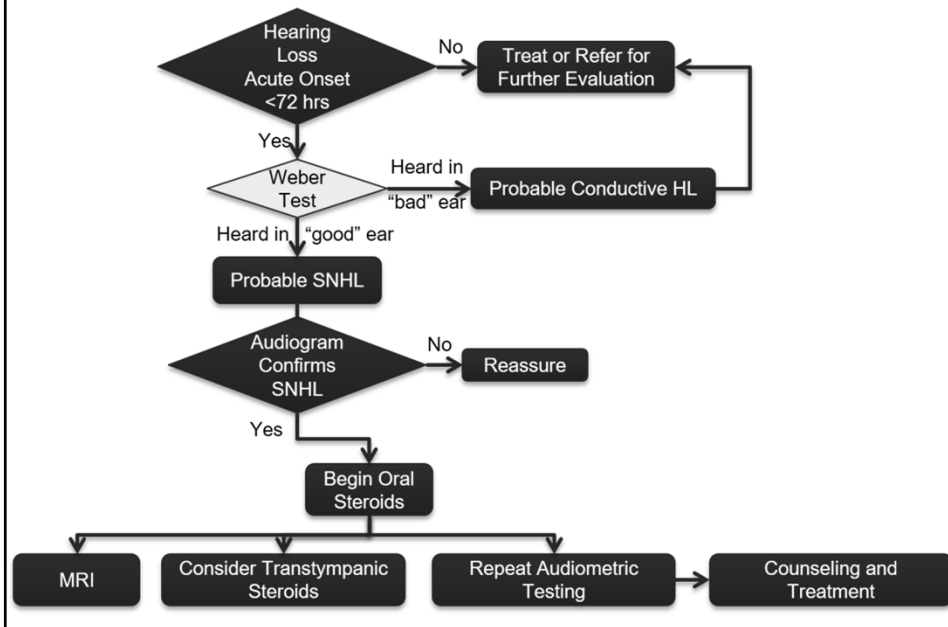 Hearing
Loss
Acute Onset
<72 hrs
No
Treat or Refer for
Further Evaluation
Yes
Weber
Test
Heard in
"bad" ear
Probable Conductive HL
Heard in "good" ear
Probable SNHL
Audiogram
Confirms
SNHL
No
Reassure
Yes
Begin Oral
Steroids
MRI
Consider Transtympanic
Steroids
Repeat Audiometric
Testing
Counseling and
Treatment